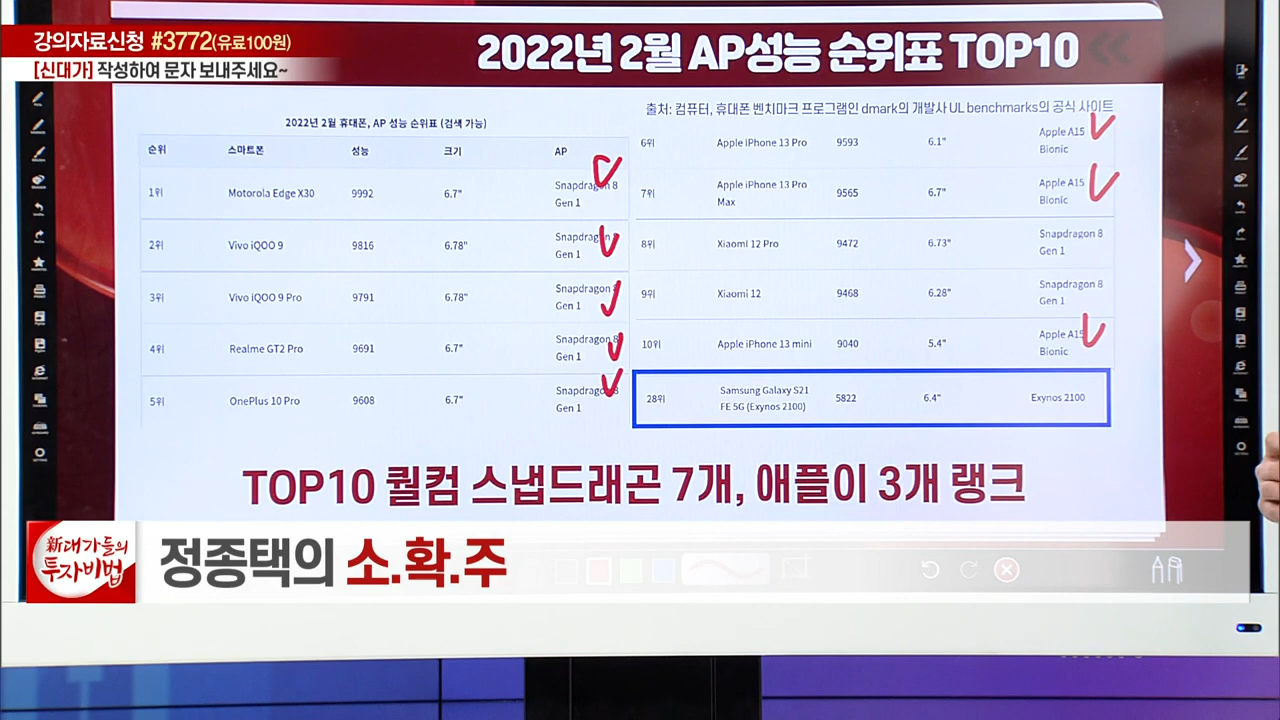 강의자료신청 #3772(유료100원)
[신대가] 작성하여 문자 보내주세요~
2022년 2월 AP성능 순위표 TOP10
출처: 컴퓨터, 휴대폰 벤치마크 프로그램인 dmark의 개발사 UL benchmarks의 공식 사이트
2022년 2월 휴대폰, AP 성능 순위표 (검색 가능)
순위 스마트폰 성능 크기 AP
1위 Motorola Edge X30 9992 6.7" Snapdragon 8
Gen 1
2위 Vivo iQOO 9 9816 6.78" Snapdragon 8
Gen 1
3위 Vivo iQOO 9 Pro 9791 6.78" Snapdragon 8
Gen 1
4위 Realme GT2 Pro 9691 6.7" Snapdragon 8
Gen 1
5위 OnePlus 10 Pro 9608 6.7" Snapdragon 8
Gen 1
6위 Apple iPhone 13 Pro 9593 6.1" Apple A15
Bionic
7위 Apple iPhone 13 Pro 9565 6.7" Apple A15
Max Bionic
8위 Xiaomi 12 Pro 9472 6.73" Snapdragon 8
Gen 1
9위 Xiaomi 12 9468 6.28" Snapdragon 8
Gen 1
10위 Apple iPhone 13 mini 9040 5.4" Apple A15
Bionic
28위 Samsung Galaxy S21 5822 6.4" Exynos 2100
FE 5G (Exynos 2100)
TOP10 퀄컴 스냅드래곤 7개, 애플이 3개 랭크
新대가들의
투자비법
정종택의 소.확.주